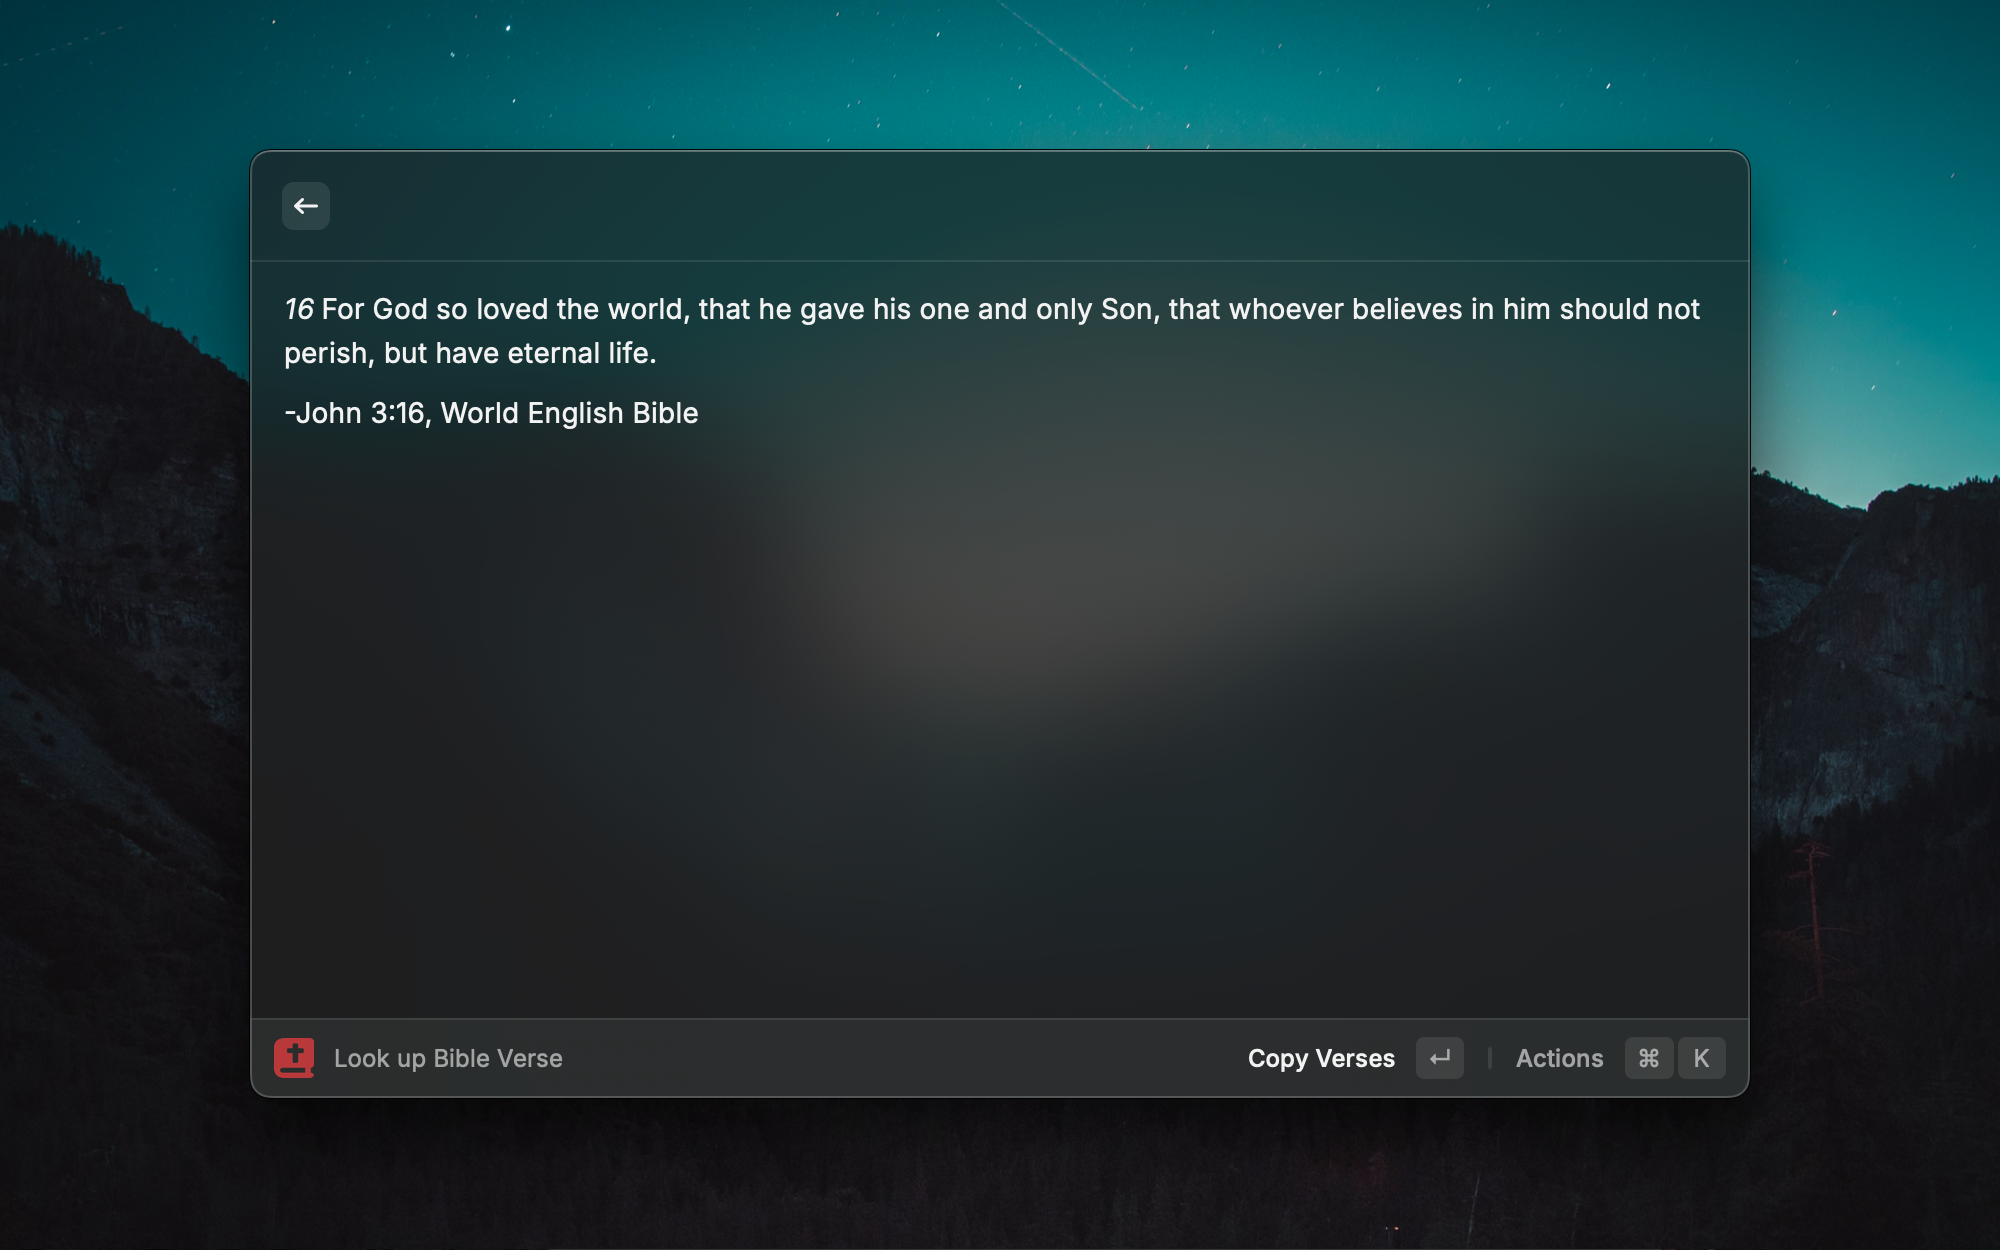 16 For God so loved the world, that he gave his one and only Son, that whoever believes in him should not
perish, but have eternal life.
-John 3:16, World English Bible
Look up Bible Verse
Copy Verses ↵
Actions ⌘ K